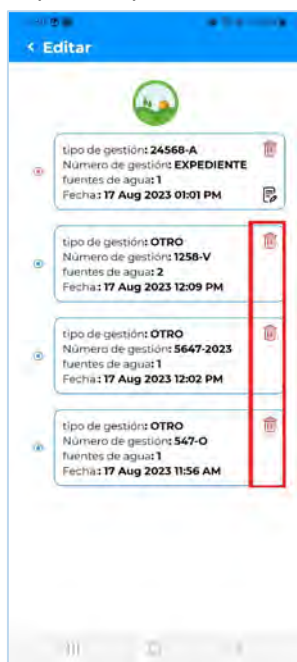 < Editar
tipo de gestión: 24568-A
Número de gestión: EXPEDIENTE
fuentes de agua: 1
Fecha: 17 Aug 2023 01:01 PM
tipo de gestión: OTRO
Número de gestión: 1258-V
fuentes de agua: 2
Fecha: 17 Aug 2023 12:09 PM
tipo de gestión: OTRO
Número de gestión: 5647-2023
fuentes de agua: 1
Fecha: 17 Aug 2023 12:02 PM
tipo de gestión: OTRO
Número de gestión: 547-O
fuentes de agua: 1
Fecha: 17 Aug 2023 11:56 AM